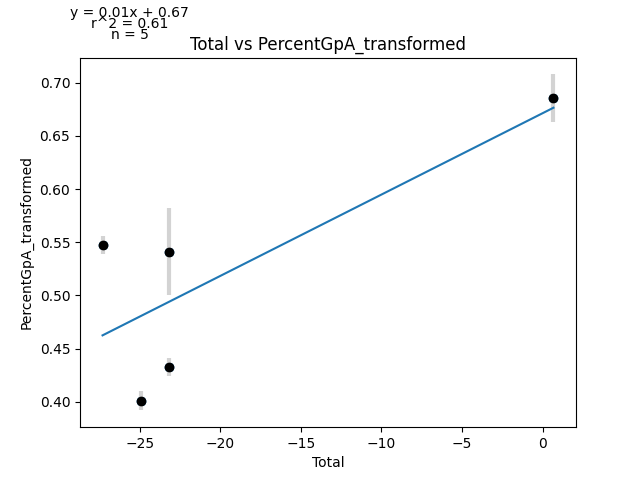 y = 0.01x + 0.67
r^2 = 0.61
n = 5
Total vs PercentGpA_transformed
0.70
0.65
0.60
0.55
0.50
0.45
0.40
PercentGpA_transformed
−25
−20
−15
−10
−5
0
Total